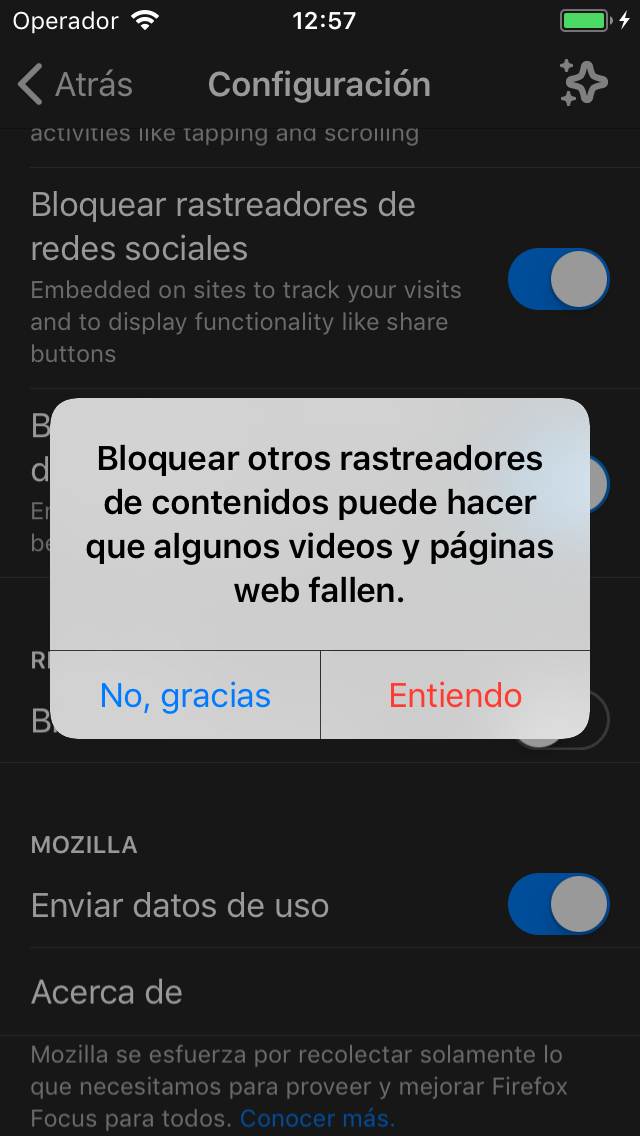 Operador
12:57
Atrás
Configuración
activities like tapping and scrolling
Bloquear rastreadores de
redes sociales
Embedded on sites to track your visits
and to display functionality like share
buttons
Bloquear otros rastreadores
de contenidos puede hacer
que algunos videos y páginas
web fallen.
No, gracias
Entiendo
MOZILLA
Enviar datos de uso
Acerca de
Mozilla se esfuerza por recolectar solamente lo
que necesitamos para proveer y mejorar Firefox
Focus para todos. Conocer más.